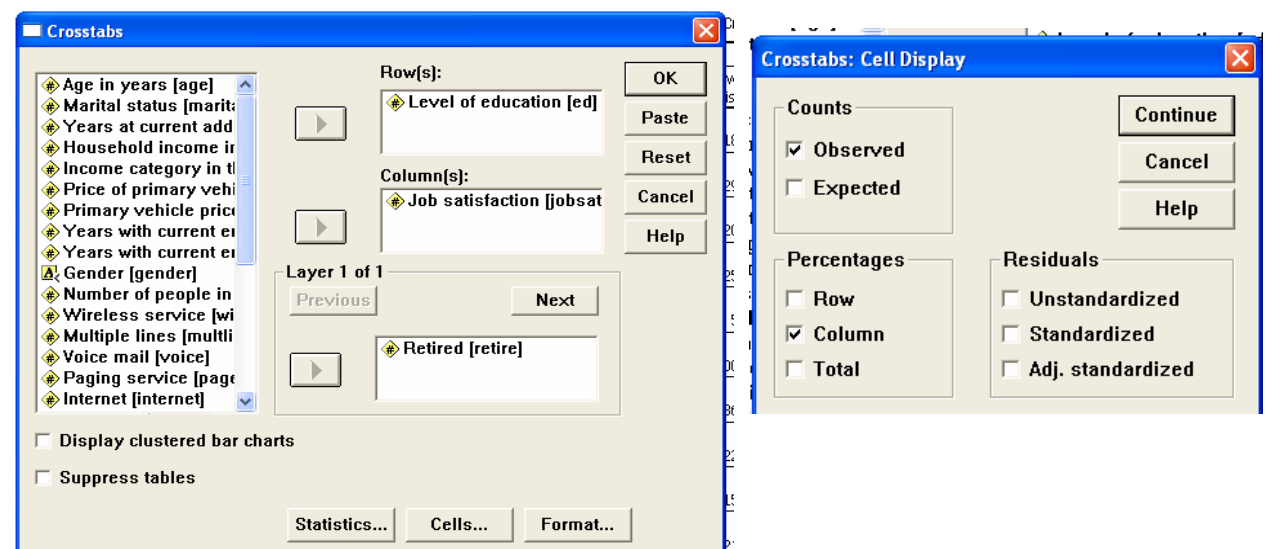 Crosstabs
Age in years [age]
Marital status [marita
Years at current add
Household income in
Income category in t
Price of primary vehi
Primary vehicle price
Years with current e
Years with current e
Gender [gender]
Number of people in
Wireless service [wi
Multiple lines [multli
Voice mail [voice]
Paging service [page
Internet [internet]
Row(s):
Level of education [ed]
Column(s):
Job satisfaction [jobsat
Layer 1 of 1
Previous
Next
Retired [retire]
OK
Paste
Reset
Cancel
Help
Display clustered bar charts
Suppress tables
Statistics...
Cells...
Format...
Crosstabs: Cell Display
Counts
Observed
Expected
Continue
Cancel
Help
Percentages
Row
Column
Total
Residuals
Unstandardized
Standardized
Adj. standardized